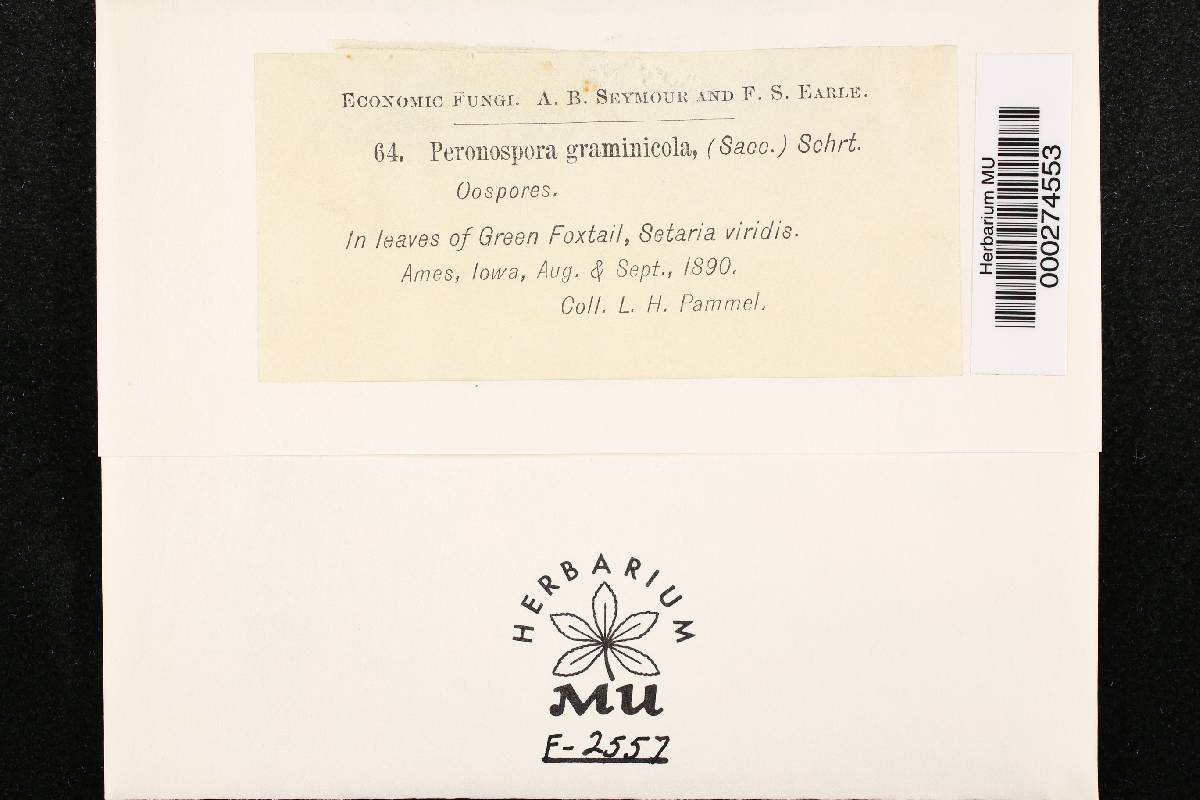 ECONOMIC FUNGI. A. B. SEYMOUR AND F. S. EARLE.
64. Peronospora graminicola, (Sacc.) Schrt.
Oospores.
In leaves of Green Foxtail, Setaria viridis.
Ames, Iowa, Aug. & Sept., 1890.
Coll. L. H. Pammel.
Herbarium MU
000274553
HERBARIUM
MU
F-2557